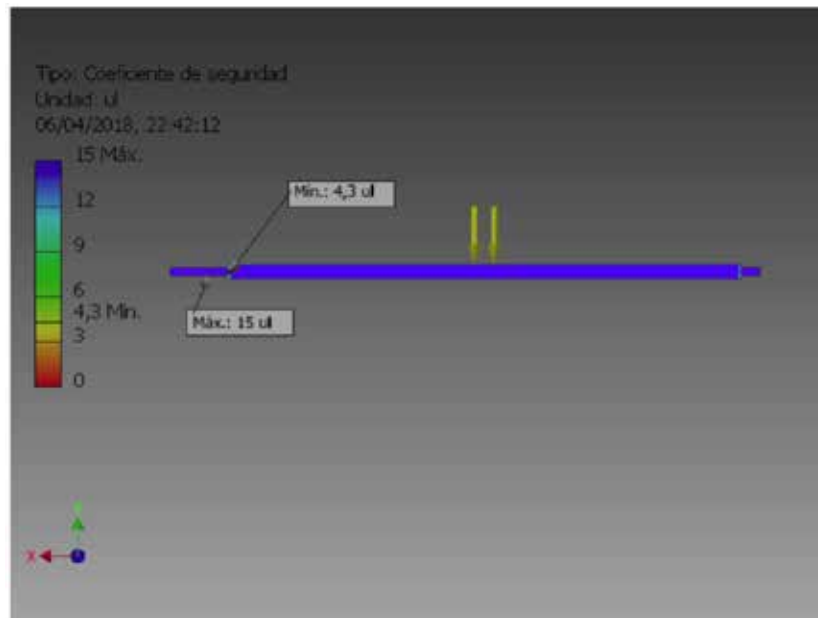 Tipo: Coeficiente de seguridad
Unidad: ul
06/04/2018, 22:42:12
15 Máx.
12
9
6
4,3 Mín.
3
0
Mín.: 4,3 ul
Máx.: 15 ul
X